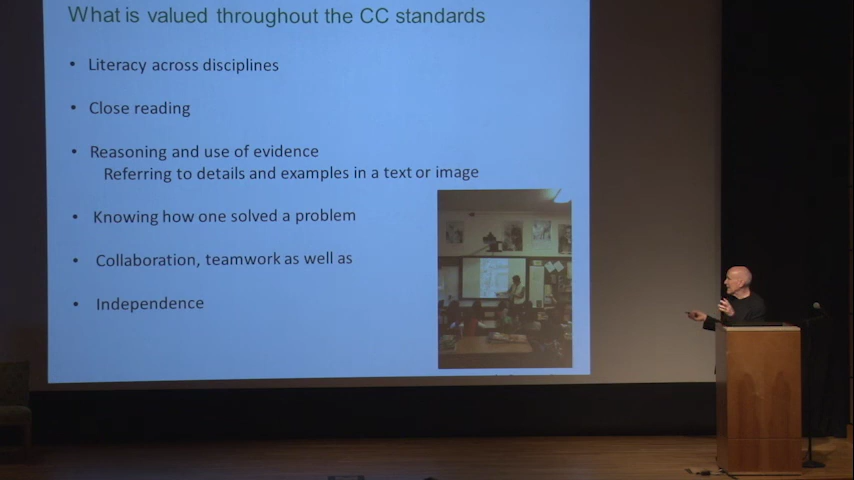 What is valued throughout the CC standards
• Literacy across disciplines
• Close reading
• Reasoning and use of evidence
Referring to details and examples in a text or image
• Knowing how one solved a problem
• Collaboration, teamwork as well as
• Independence